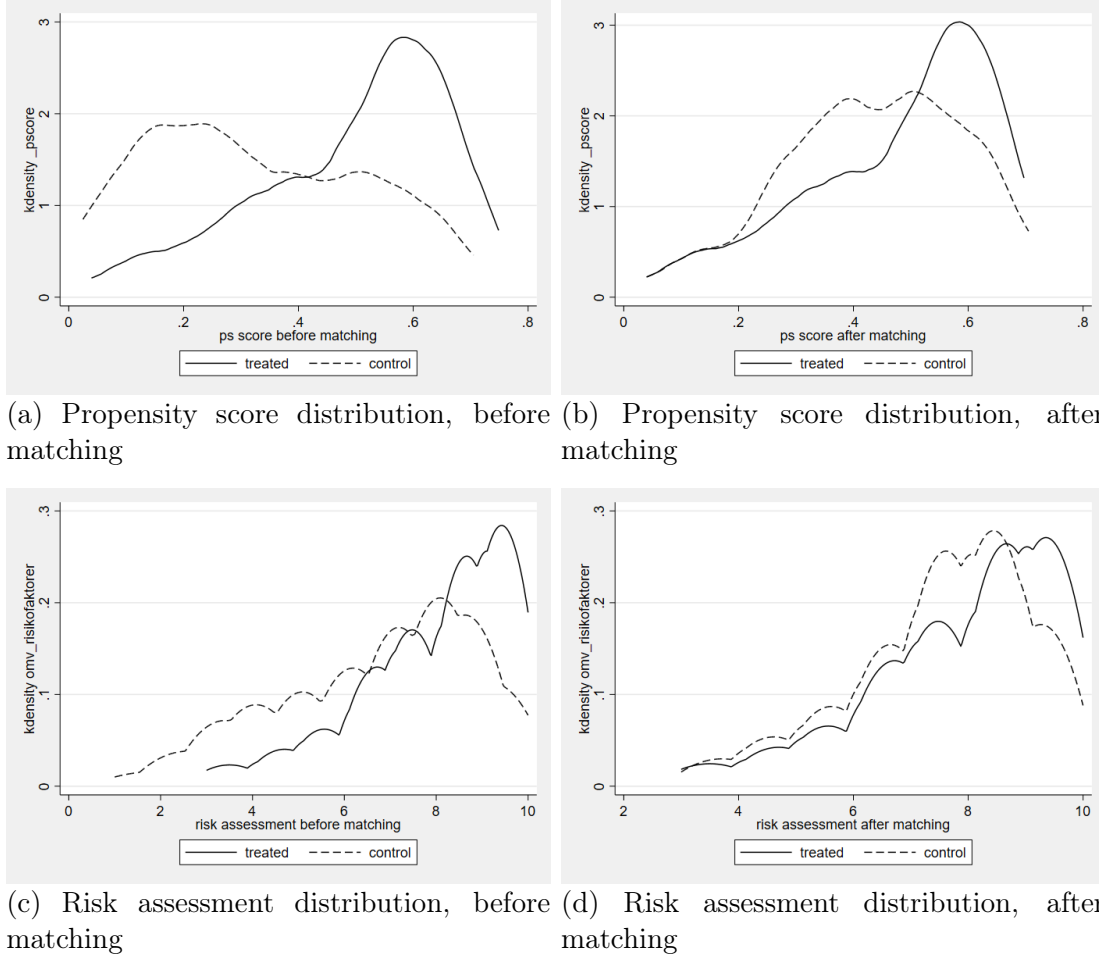 kdensity _pscore
3
2
1
0
0 .2 .4 .6 .8
ps score before matching
treated control
kdensity _pscore
3
2
1
0
0 .2 .4 .6 .8
ps score after matching
treated control
(a) Propensity score distribution, before
matching
(b) Propensity score distribution, after
matching
kdensity omv_risikofaktorer
.3
.2
.1
0
0 2 4 6 8 10
risk assessment before matching
treated control
kdensity omv_risikofaktorer
.3
.2
.1
0
2 4 6 8 10
risk assessment after matching
treated control
(c) Risk assessment distribution, before
matching
(d) Risk assessment distribution, after
matching